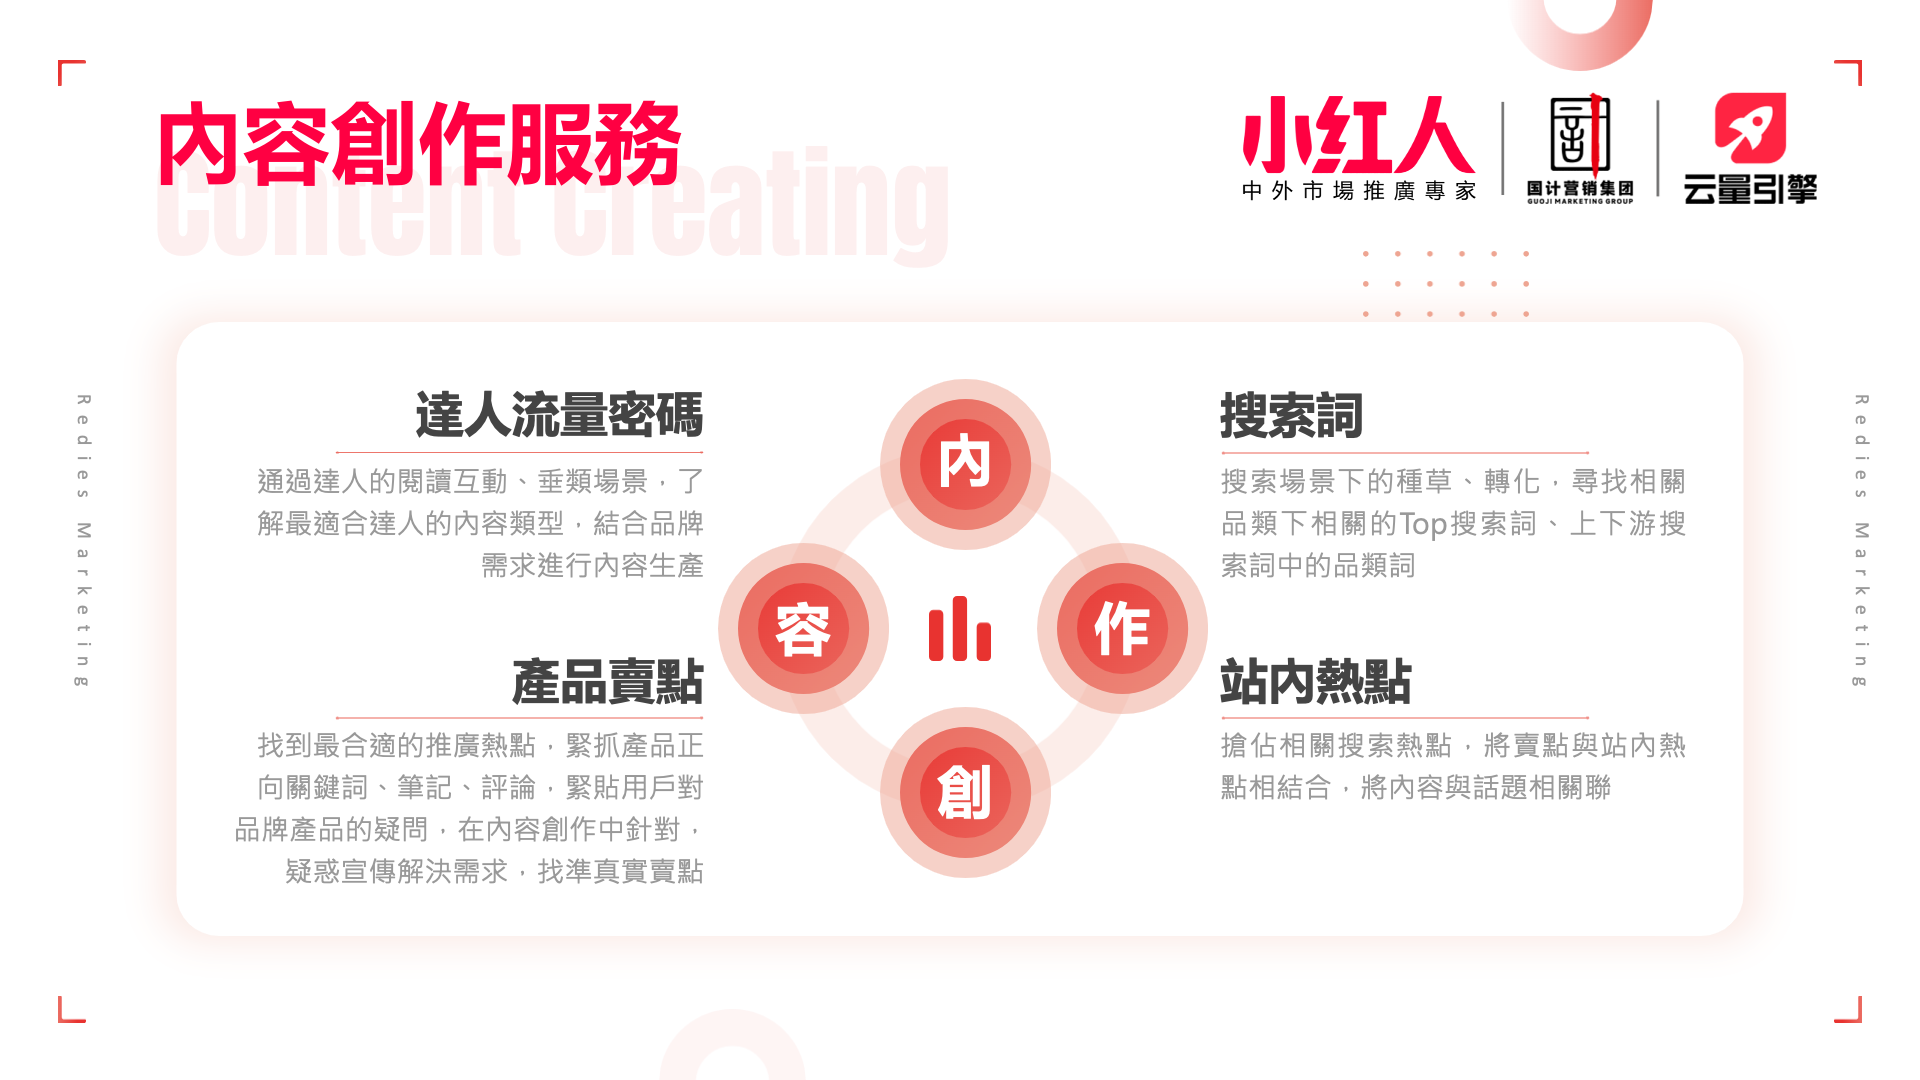 內容創作服務
Content Creating
小红人
中外市場推廣專家
国计营销集团
GUOJI MARKETING GROUP
云量引擎
Redies Marketing
達人流量密碼
通過達人的閱讀互動、垂類場景，了
解最適合達人的內容類型，結合品牌
需求進行內容生產
產品賣點
找到最合適的推廣熱點，緊抓產品正
向關鍵詞、筆記、評論，緊貼用戶對
品牌產品的疑問，在內容創作中針對，
疑惑宣傳解決需求，找準真實賣點
內
容
作
創
搜索詞
搜索場景下的種草、轉化，尋找相關
品類下相關的Top搜索詞、上下游搜
索詞中的品類詞
站內熱點
搶佔相關搜索熱點，將賣點與站內熱
點相結合，將內容與話題相關聯
Redies Marketing